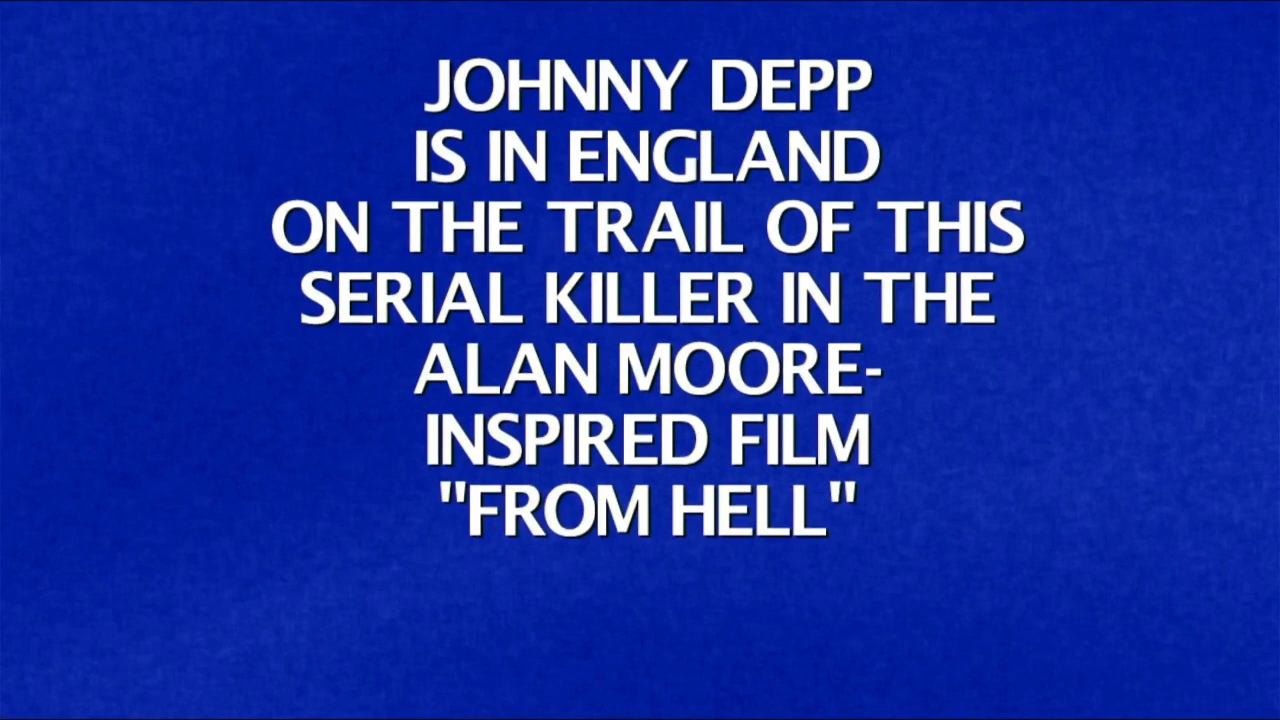 JOHNNY DEPP
IS IN ENGLAND
ON THE TRAIL OF THIS
SERIAL KILLER IN THE
ALAN MOORE-
INSPIRED FILM
"FROM HELL"